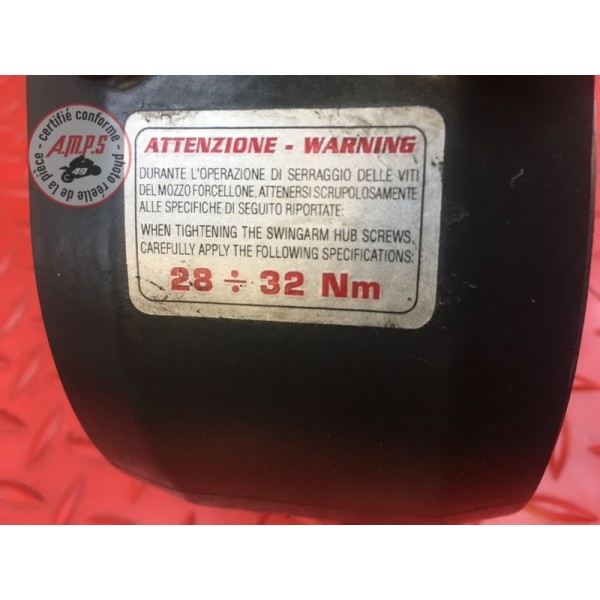 certifié conforme -
A.M.P.S
49
- photo réelle de la pièce
ATTENZIONE - WARNING
DURANTE L'OPERAZIONE DI SERRAGGIO DELLE VITI
DEL MOZZO FORCELLONE, ATTENERSI SCRUPOLOSAMENTE
ALLE SPECIFICHE DI SEGUITO RIPORTATE:
WHEN TIGHTENING THE SWINGARM HUB SCREWS,
CAREFULLY APPLY THE FOLLOWING SPECIFICATIONS:
28 ÷ 32 Nm